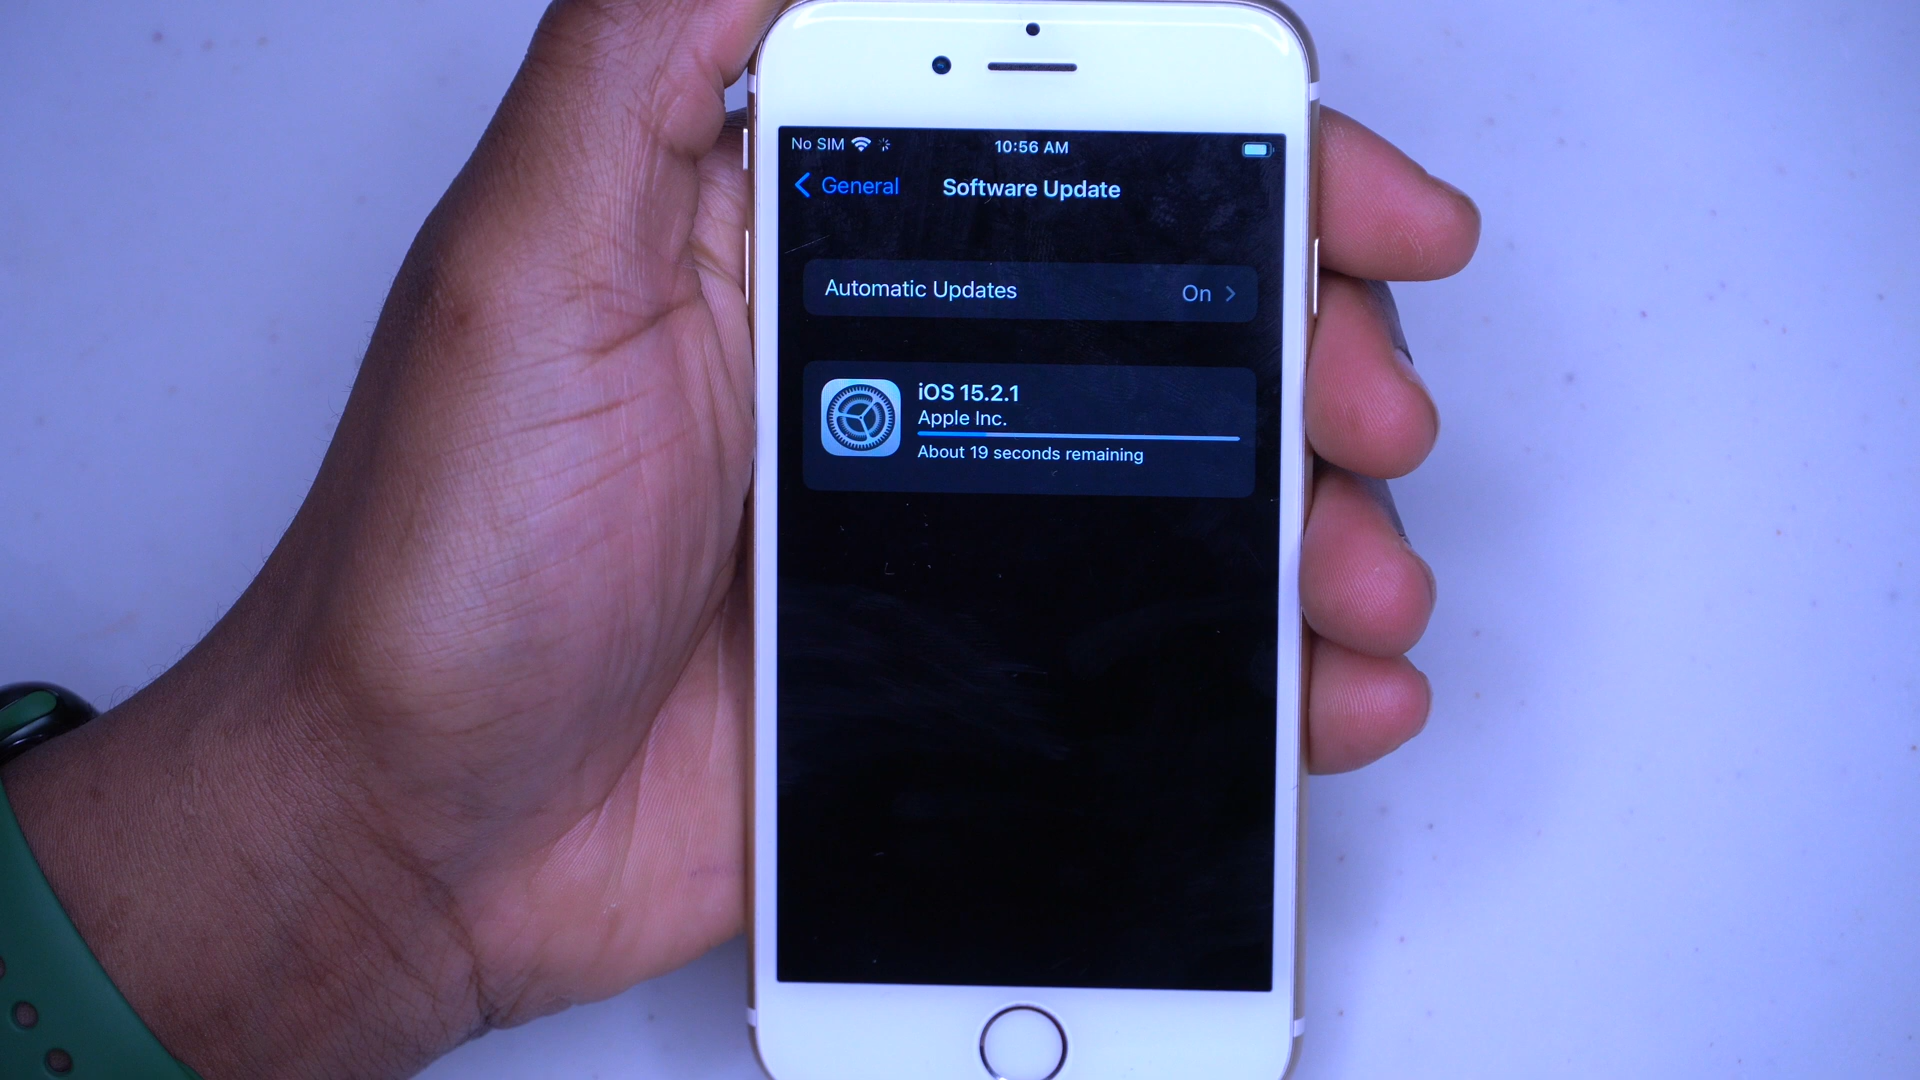 No SIM 10:56 AM
General Software Update
Automatic Updates On
iOS 15.2.1
Apple Inc.
About 19 seconds remaining